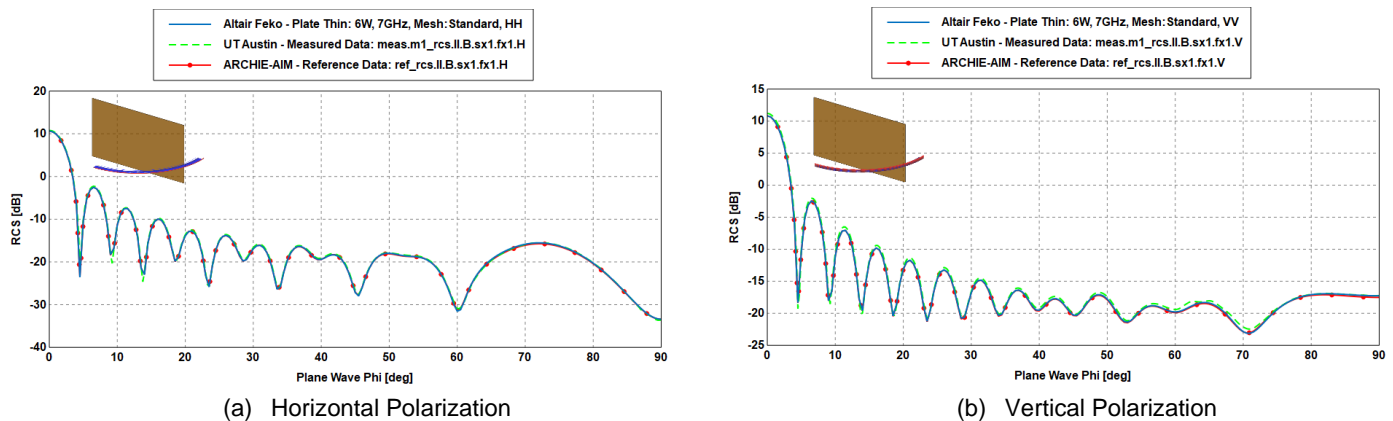 Altair Feko - Plate Thin: 6W, 7GHz, Mesh:Standard, HH
UT Austin - Measured Data: meas.m1_rcs.II.B.sx1.fx1.H
ARCHIE-AIM - Reference Data: ref_rcs.II.B.sx1.fx1.H
20
10
0
-10
-20
-30
-40
RCS [dB]
0 10 20 30 40 50 60 70 80 90
Plane Wave Phi [deg]
(a) Horizontal Polarization
Altair Feko - Plate Thin: 6W, 7GHz, Mesh:Standard, VV
UT Austin - Measured Data: meas.m1_rcs.II.B.sx1.fx1.V
ARCHIE-AIM - Reference Data: ref_rcs.II.B.sx1.fx1.V
15
10
5
0
-5
-10
-15
-20
-25
RCS [dB]
0 10 20 30 40 50 60 70 80 90
Plane Wave Phi [deg]
(b) Vertical Polarization